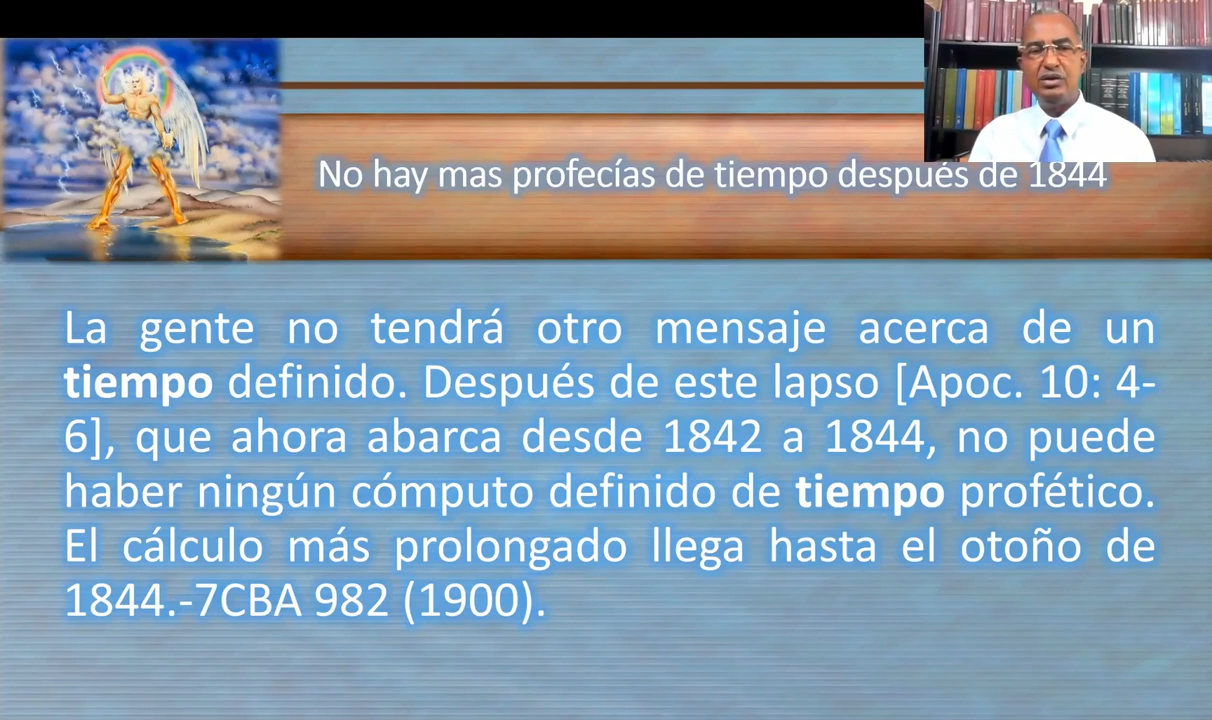 No hay mas profecías de tiempo después de 1844
La gente no tendrá otro mensaje acerca de un
tiempo definido. Después de este lapso [Apoc. 10: 4-
6], que ahora abarca desde 1842 a 1844, no puede
haber ningún cómputo definido de tiempo profético.
El cálculo más prolongado llega hasta el otoño de
1844.-7CBA 982 (1900).